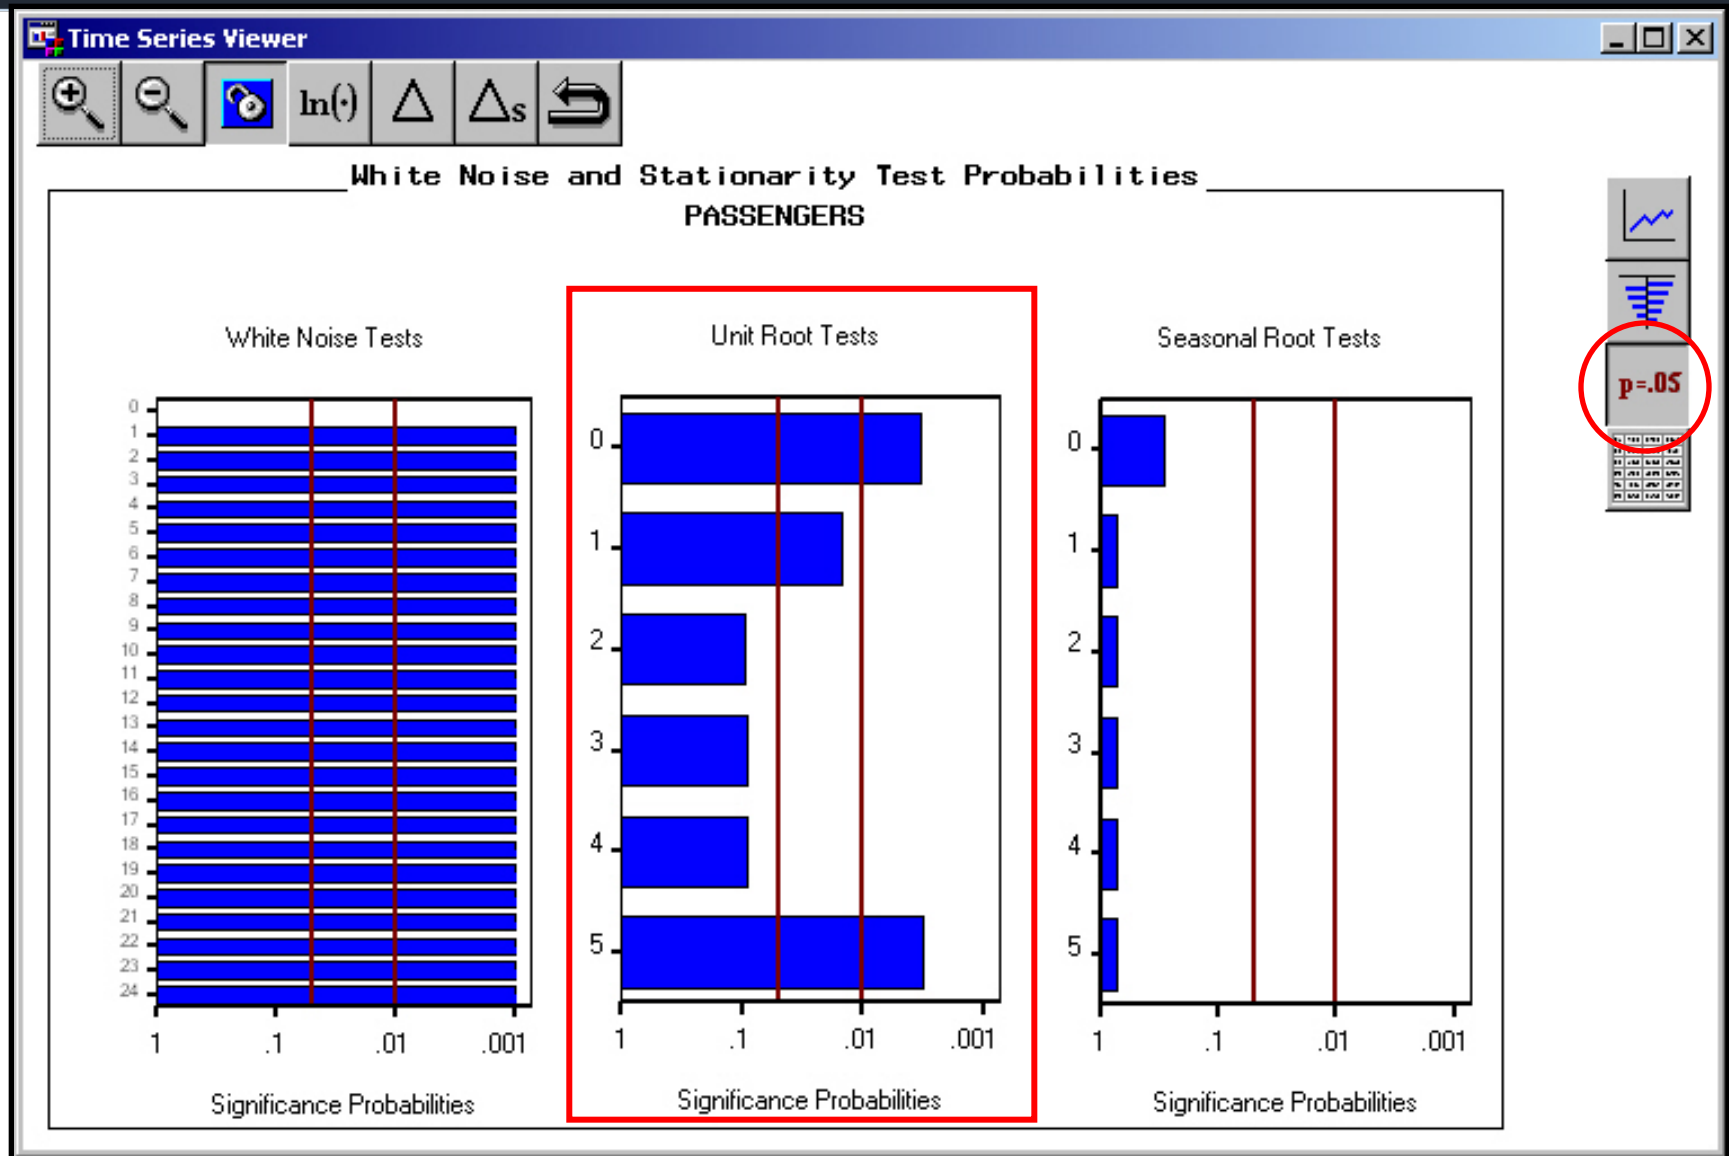 Time Series Viewer
ln(·) Δ Δs
White Noise and Stationarity Test Probabilities
PASSENGERS
White Noise Tests
0
1
2
3
4
5
6
7
8
9
10
11
12
13
14
15
16
17
18
19
20
21
22
23
24
1 .1 .01 .001
Significance Probabilities
Unit Root Tests
0
1
2
3
4
5
1 .1 .01 .001
Significance Probabilities
Seasonal Root Tests
0
1
2
3
4
5
1 .1 .01 .001
Significance Probabilities
p=.05